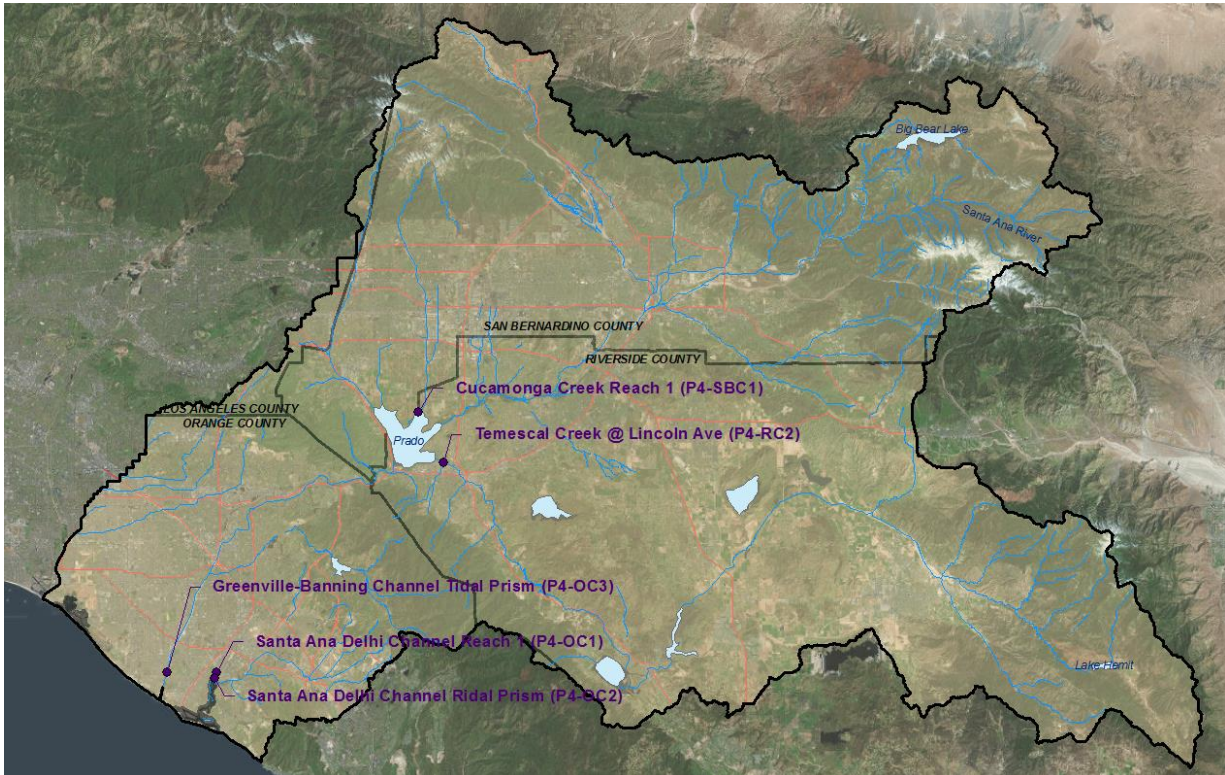 Big Bear Lake
Santa Ana River
SAN BERNARDINO COUNTY
RIVERSIDE COUNTY
Cucamonga Creek Reach 1 (P4-SBC1)
LOS ANGELES COUNTY
ORANGE COUNTY
Prado
Temescal Creek @ Lincoln Ave (P4-RC2)
Greenville-Banning Channel Tidal Prism (P4-OC3)
Santa Ana Delhi Channel Reach 1 (P4-OC1)
Lake Hemit
Santa Ana Delhi Channel Ridal Prism (P4-OC2)